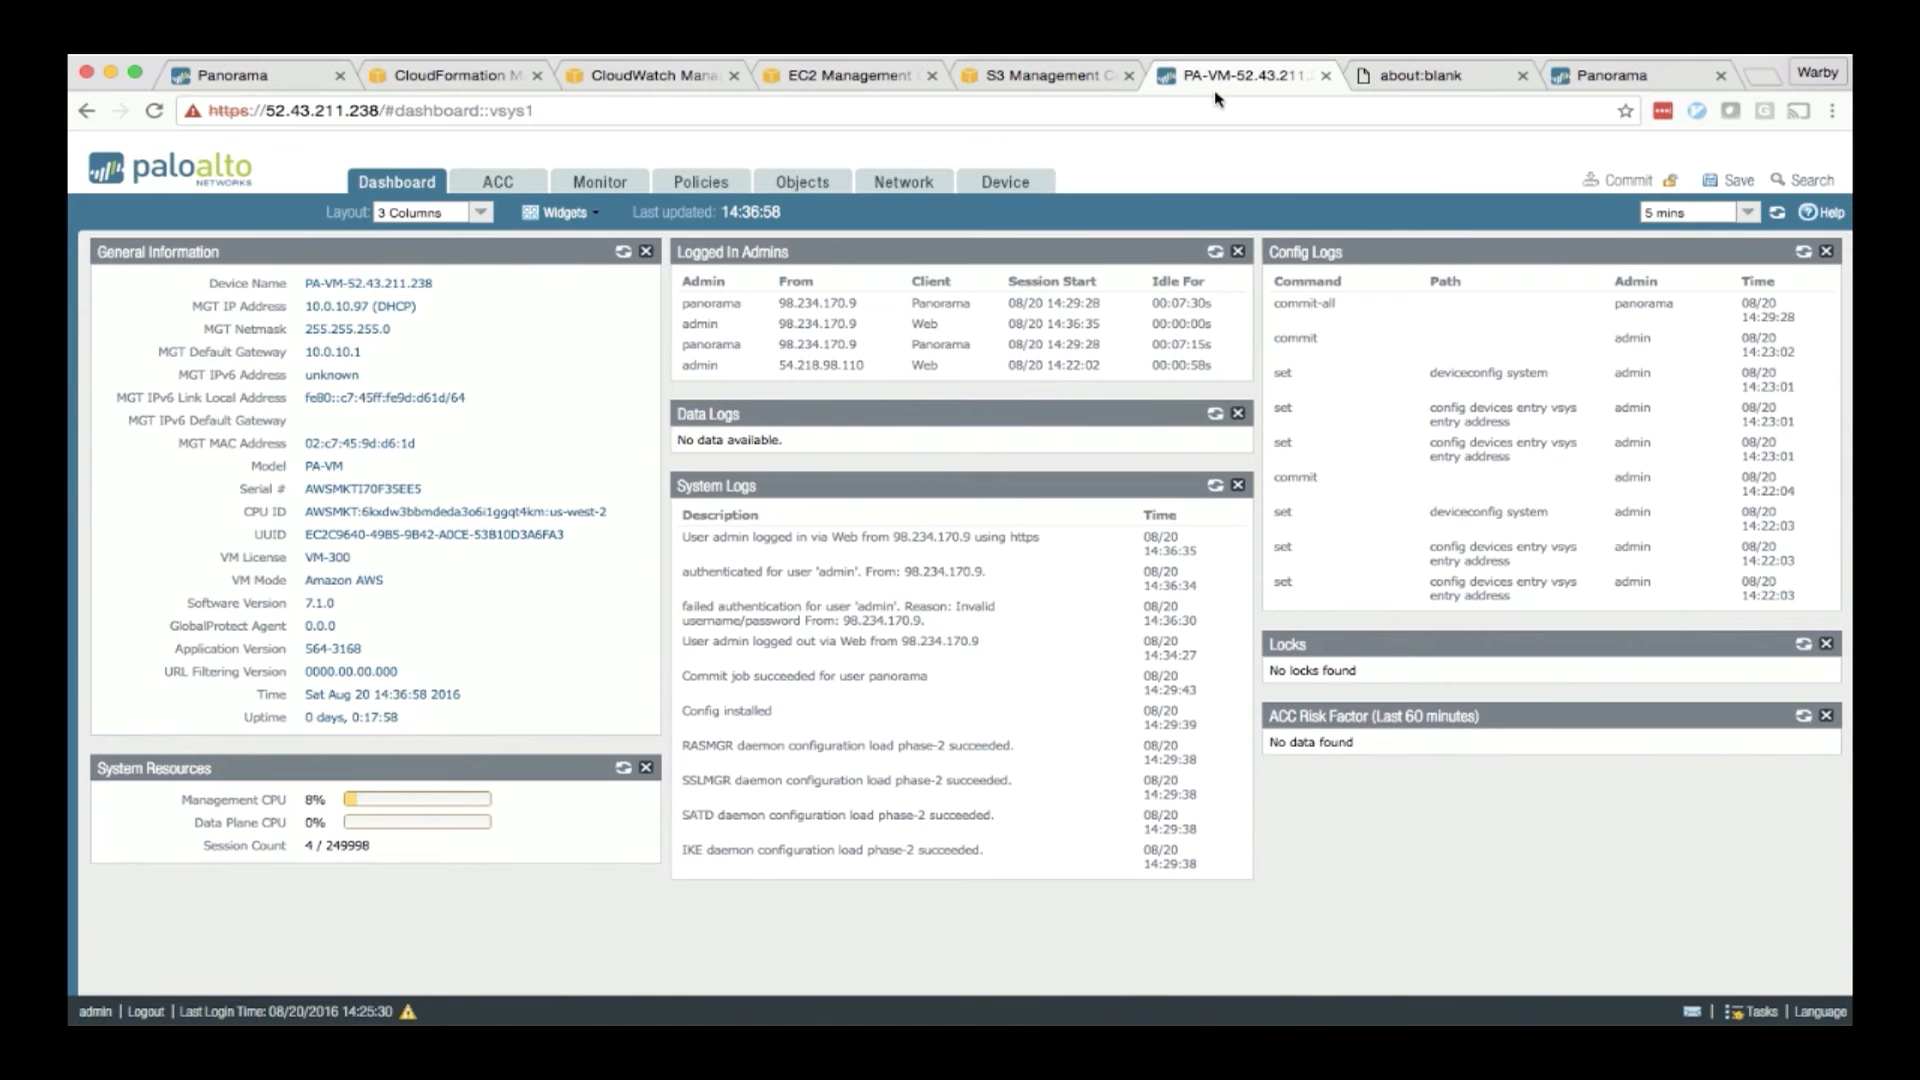 Panorama
CloudFormation M
CloudWatch Mana
EC2 Management
S3 Management C
PA-VM-52.43.211.
about:blank
Panorama
Warby
https://52.43.211.238/#dashboard::vsys1
paloalto
NETWORKS
Dashboard
ACC
Monitor
Policies
Objects
Network
Device
Commit
Save
Search
Layout: 3 Columns
Widgets
Last updated: 14:36:58
5 mins
Help
General Information
Device Name PA-VM-52.43.211.238
MGT IP Address 10.0.10.97 (DHCP)
MGT Netmask 255.255.255.0
MGT Default Gateway 10.0.10.1
MGT IPv6 Address unknown
MGT IPv6 Link Local Address fe80::c7:45ff:fe9d:d61d/64
MGT IPv6 Default Gateway
MGT MAC Address 02:c7:45:9d:d6:1d
Model PA-VM
Serial # AWSMKTI70F35EE5
CPU ID AWSMKT:6kxdw3bbmdeda3o6i1ggqt4km:us-west-2
UUID EC2C9640-49B5-9B42-A0CE-53B10D3A6FA3
VM License VM-300
VM Mode Amazon AWS
Software Version 7.1.0
GlobalProtect Agent 0.0.0
Application Version 564-3168
URL Filtering Version 0000.00.00.000
Time Sat Aug 20 14:36:58 2016
Uptime 0 days, 0:17:58
System Resources
Management CPU 8%
Data Plane CPU 0%
Session Count 4 / 249998
Logged In Admins
Admin From Client Session Start Idle For
panorama 98.234.170.9 Panorama 08/20 14:29:28 00:07:30s
admin 98.234.170.9 Web 08/20 14:36:35 00:00:00s
panorama 98.234.170.9 Panorama 08/20 14:29:28 00:07:15s
admin 54.218.98.110 Web 08/20 14:22:02 00:00:58s
Data Logs
No data available.
System Logs
Description Time
User admin logged in via Web from 98.234.170.9 using https 08/20
14:36:35
authenticated for user 'admin'. From: 98.234.170.9. 08/20
14:36:34
failed authentication for user 'admin'. Reason: Invalid 08/20
username/password From: 98.234.170.9. 14:36:30
User admin logged out via Web from 98.234.170.9 08/20
14:34:27
Commit job succeeded for user panorama 08/20
14:29:43
Config installed 08/20
14:29:39
RASMGR daemon configuration load phase-2 succeeded. 08/20
14:29:38
SSLMGR daemon configuration load phase-2 succeeded. 08/20
14:29:38
SATD daemon configuration load phase-2 succeeded. 08/20
14:29:38
IKE daemon configuration load phase-2 succeeded. 08/20
14:29:38
Config Logs
Command Path Admin Time
commit-all panorama 08/20
14:29:28
commit admin 08/20
14:23:02
set deviceconfig system admin 08/20
14:23:01
set config devices entry vsys admin 08/20
entry address 14:23:01
set config devices entry vsys admin 08/20
entry address 14:23:01
commit admin 08/20
14:22:04
set deviceconfig system admin 08/20
14:22:03
set config devices entry vsys admin 08/20
entry address 14:22:03
set config devices entry vsys admin 08/20
entry address 14:22:03
Locks
No locks found
ACC Risk Factor (Last 60 minutes)
No data found
admin | Logout | Last Login Time: 08/20/2016 14:25:30
| Tasks | Language